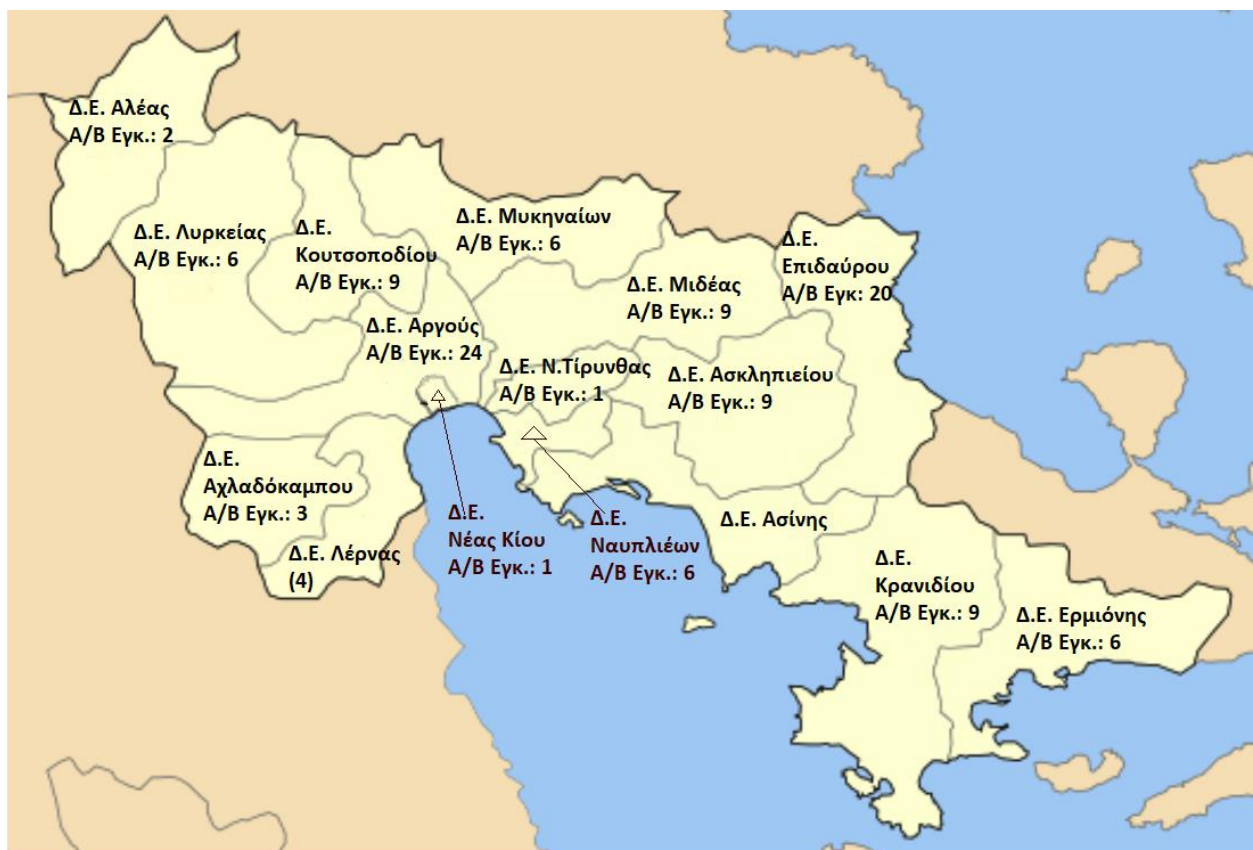 Δ.Ε. Αλέας
Α/Β Εγκ.: 2
Δ.Ε. Λυρκείας
Α/Β Εγκ.: 6
Δ.Ε.
Κουτσοποδίου
Α/Β Εγκ.: 9
Δ.Ε. Μυκηναίων
Α/Β Εγκ.: 6
Δ.Ε.
Επιδαύρου
Α/Β Εγκ: 20
Δ.Ε. Μιδέας
Α/Β Εγκ.: 9
Δ.Ε. Αργούς
Α/Β Εγκ.: 24
Δ.Ε. Ν.Τίρυνθας
Α/Β Εγκ.: 1
Δ.Ε. Ασκληπιείου
Α/Β Εγκ.: 9
Δ.Ε.
Αχλαδόκαμπου
Α/Β Εγκ.: 3
Δ.Ε. Λέρνας
(4)
Δ.Ε.
Νέας Κίου
Α/Β Εγκ.: 1
Δ.Ε.
Ναυπλιέων
Α/Β Εγκ.: 6
Δ.Ε. Ασίνης
Δ.Ε.
Κρανιδίου
Α/Β Εγκ.: 9
Δ.Ε. Ερμιόνης
Α/Β Εγκ.: 6